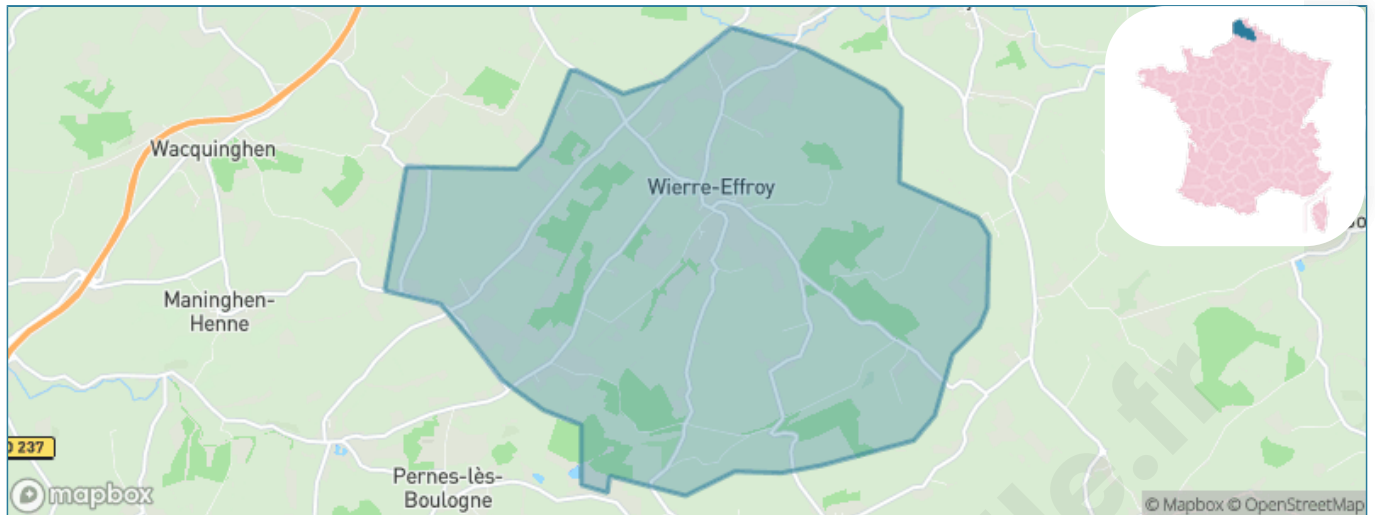 Wacquinghen
Wierre-Effroy
Maninghen-
Henne
D 237
Pernes-lès-
Boulogne
mapbox
© Mapbox © OpenStreetMap